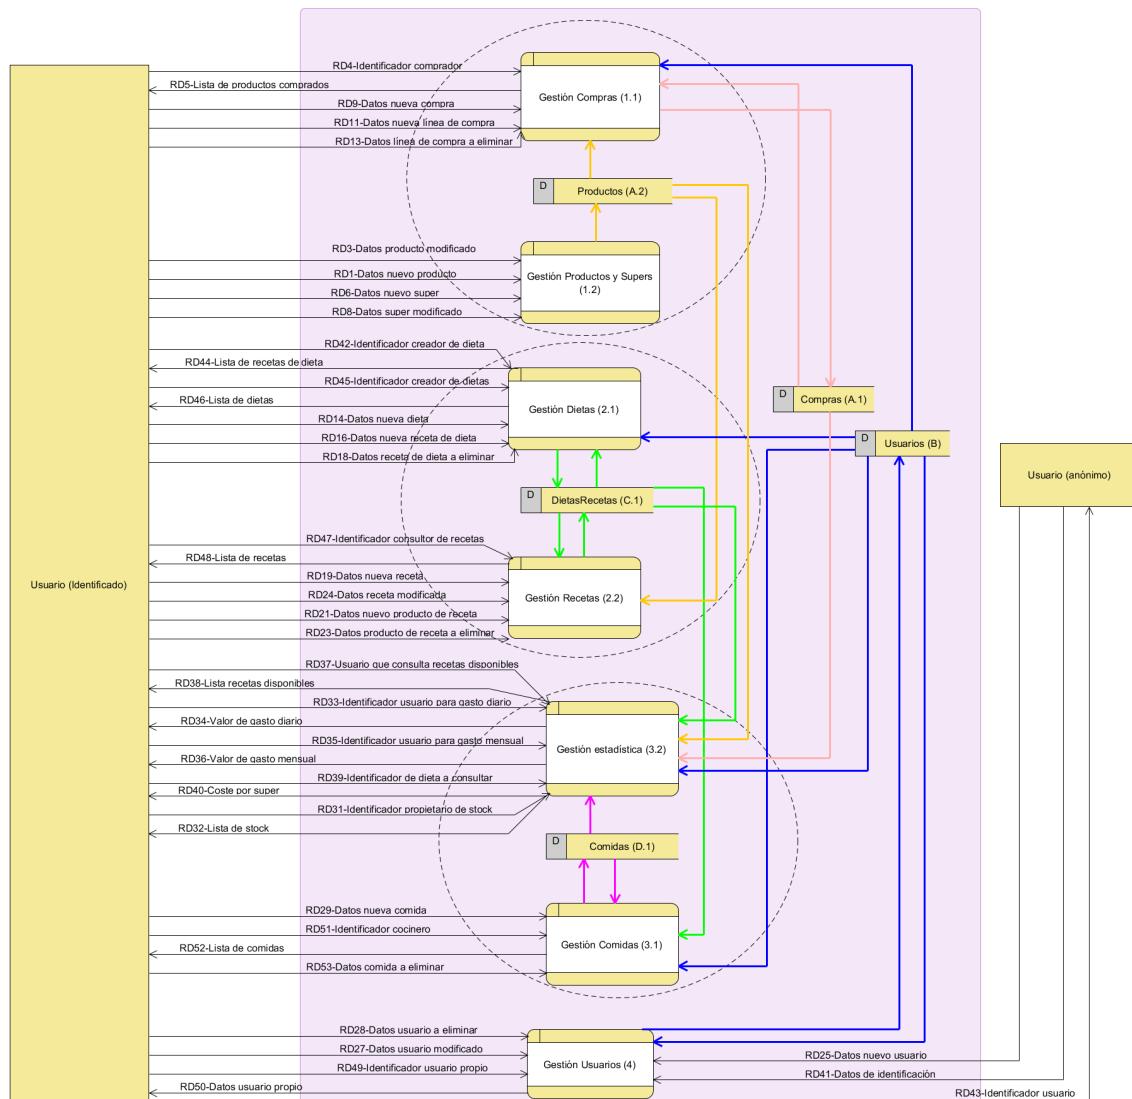 RD4-Identificador comprador
RD5-Lista de productos comprados
RD9-Datos nueva compra
RD11-Datos nueva línea de compra
RD13-Datos línea de compra a eliminar
Gestión Compras (1.1)
D
Productos (A.2)
RD3-Datos producto modificado
RD1-Datos nuevo producto
RD6-Datos nuevo super
RD8-Datos super modificado
Gestión Productos y Supers
(1.2)
RD42-Identificador creador de dieta
RD44-Lista de recetas de dieta
RD45-Identificador creador de dietas
RD46-Lista de dietas
RD14-Datos nueva dieta
RD16-Datos nueva receta de dieta
RD18-Datos receta de dieta a eliminar
Gestión Dietas (2.1)
D
Compras (A.1)
D
Usuarios (B)
Usuario (anónimo)
D
DietasRecetas (C.1)
RD47-Identificador consultor de recetas
RD48-Lista de recetas
RD19-Datos nueva receta
RD24-Datos receta modificada
RD21-Datos nuevo producto de receta
RD23-Datos producto de receta a eliminar
Gestión Recetas (2.2)
Usuario (Identificado)
RD37-Usuario que consulta recetas disponibles
RD38-Lista recetas disponibles
RD33-Identificador usuario para gasto diario
RD34-Valor de gasto diario
RD35-Identificador usuario para gasto mensual
RD36-Valor de gasto mensual
RD39-Identificador de dieta a consultar
RD40-Coste por super
RD31-Identificador propietario de stock
RD32-Lista de stock
Gestión estadística (3.2)
D
Comidas (D.1)
RD29-Datos nueva comida
RD51-Identificador cocinero
RD52-Lista de comidas
RD53-Datos comida a eliminar
Gestión Comidas (3.1)
RD28-Datos usuario a eliminar
RD27-Datos usuario modificado
RD49-Identificador usuario propio
RD50-Datos usuario propio
Gestión Usuarios (4)
RD25-Datos nuevo usuario
RD41-Datos de identificación
RD43-Identificador usuario